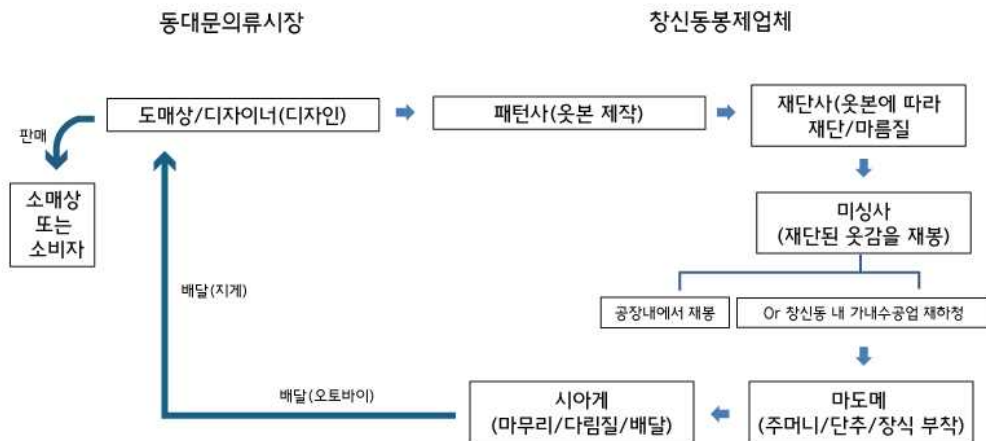 동대문의류시장
창신동봉제업체
도매상/디자이너(디자인)
패턴사(옷본 제작)
재단사(옷본에 따라
재단/마름질
판매
소매상
또는
소비자
미싱사
(재단된 옷감을 재봉)
배달(지게)
공장내에서 재봉
Or 창신동 내 가내수공업 재하청
배달(오토바이)
시아게
(마무리/다림질/배달)
마도메
(주머니/단추/장식 부착)